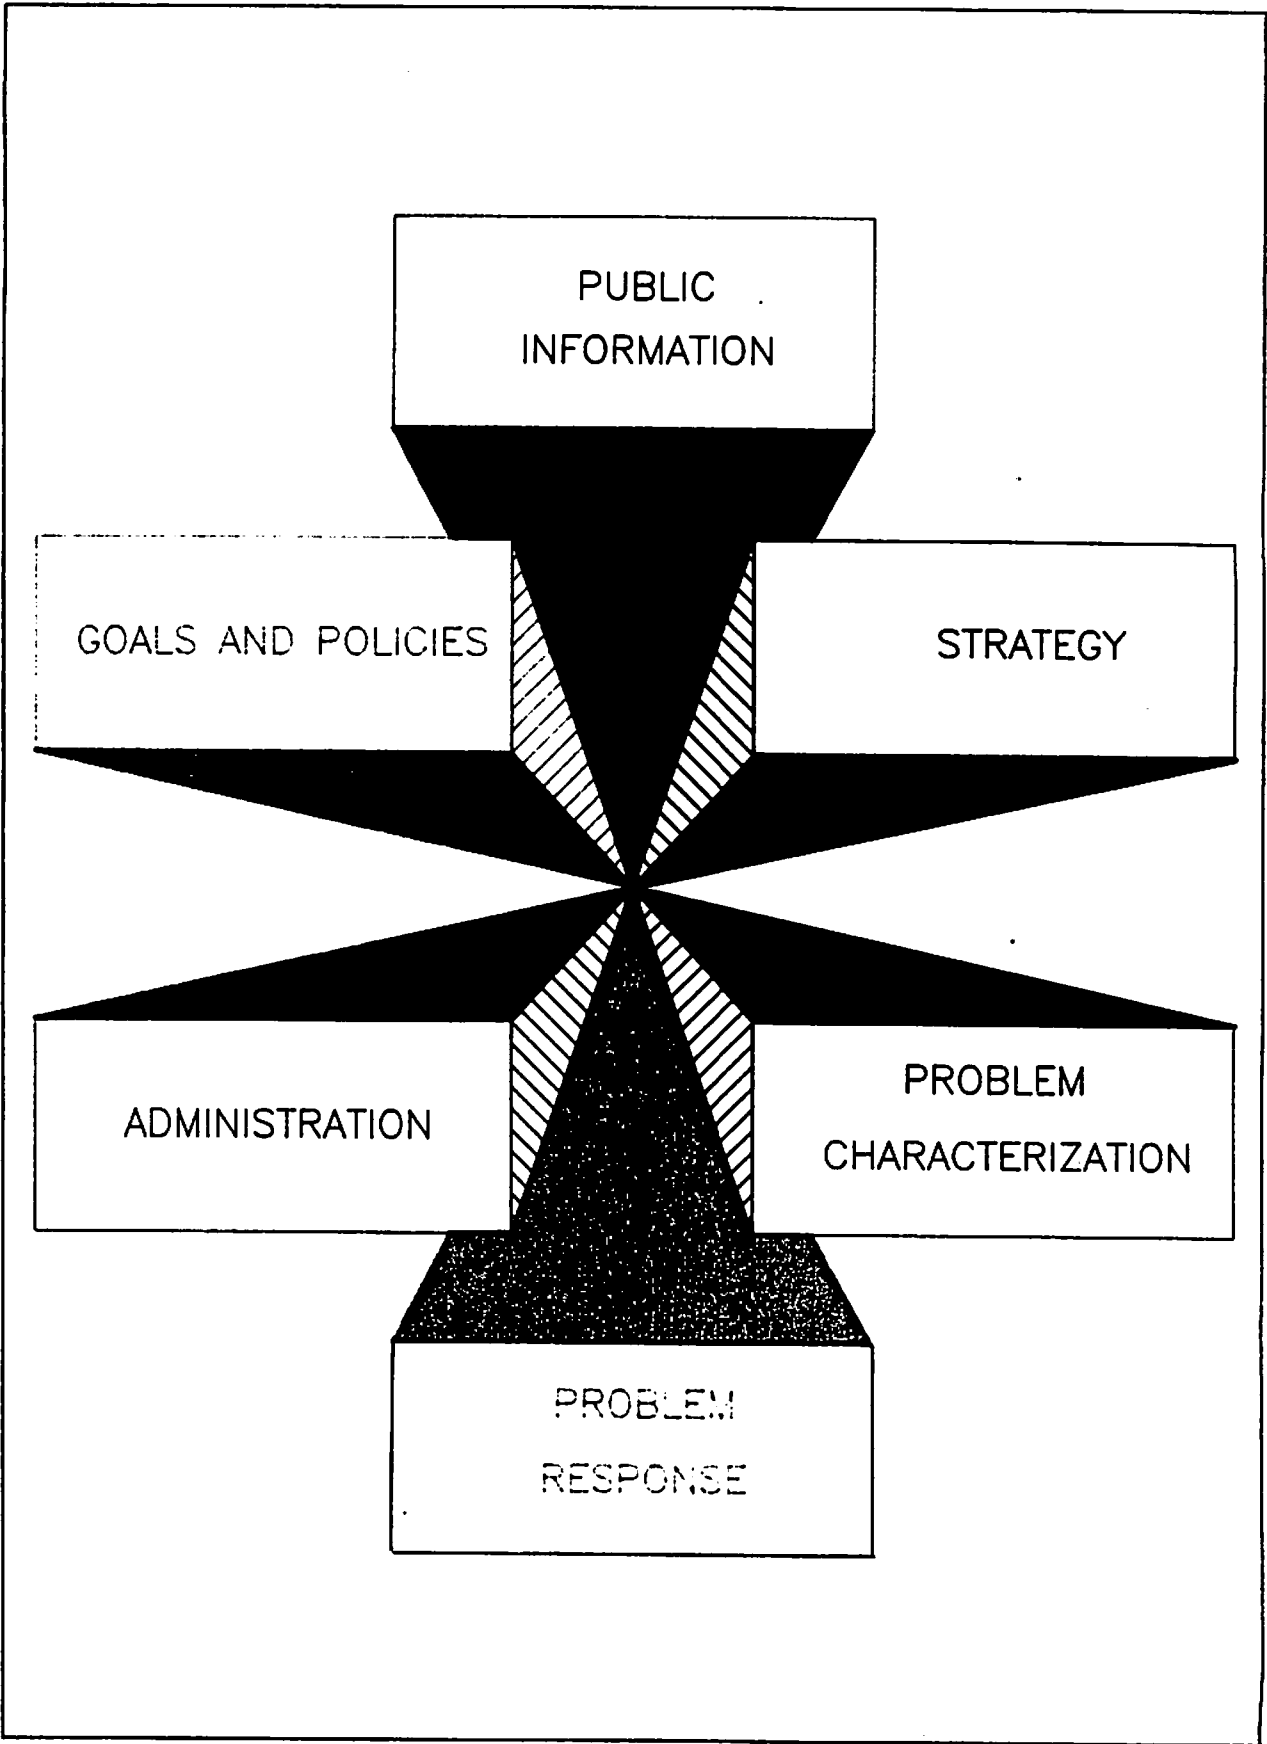 PUBLIC
INFORMATION
GOALS AND POLICIES
STRATEGY
ADMINISTRATION
PROBLEM
CHARACTERIZATION
PROBLEM
RESPONSE